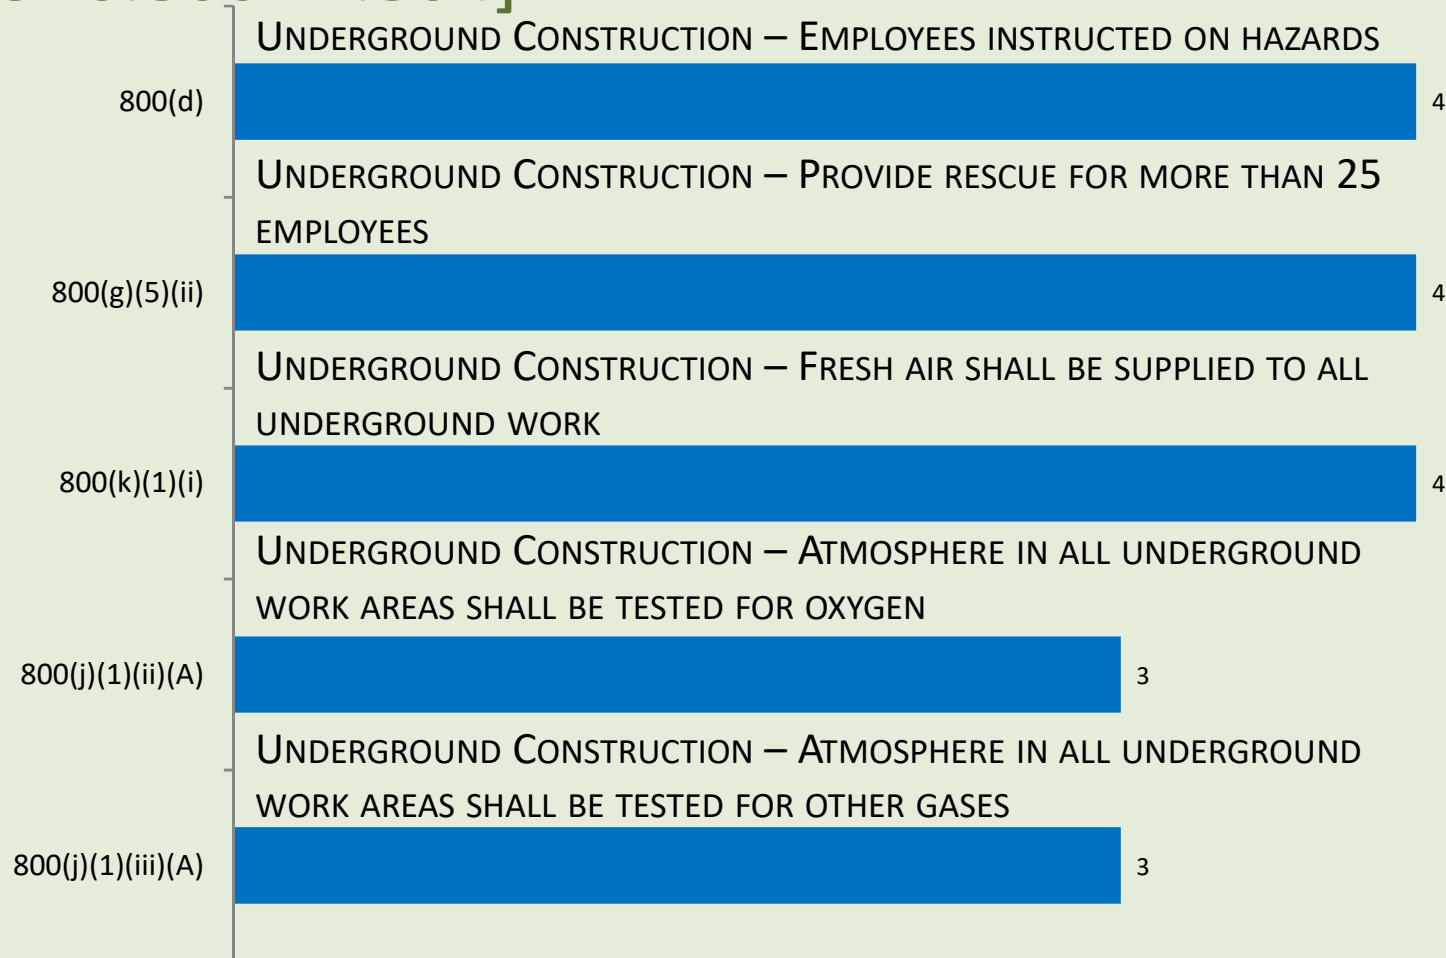 UNDERGROUND CONSTRUCTION – EMPLOYEES INSTRUCTED ON HAZARDS
800(d) 4
UNDERGROUND CONSTRUCTION – PROVIDE RESCUE FOR MORE THAN 25
EMPLOYEES
800(g)(5)(ii) 4
UNDERGROUND CONSTRUCTION – FRESH AIR SHALL BE SUPPLIED TO ALL
UNDERGROUND WORK
800(k)(1)(i) 4
UNDERGROUND CONSTRUCTION – ATMOSPHERE IN ALL UNDERGROUND
WORK AREAS SHALL BE TESTED FOR OXYGEN
800(j)(1)(ii)(A) 3
UNDERGROUND CONSTRUCTION – ATMOSPHERE IN ALL UNDERGROUND
WORK AREAS SHALL BE TESTED FOR OTHER GASES
800(j)(1)(iii)(A) 3